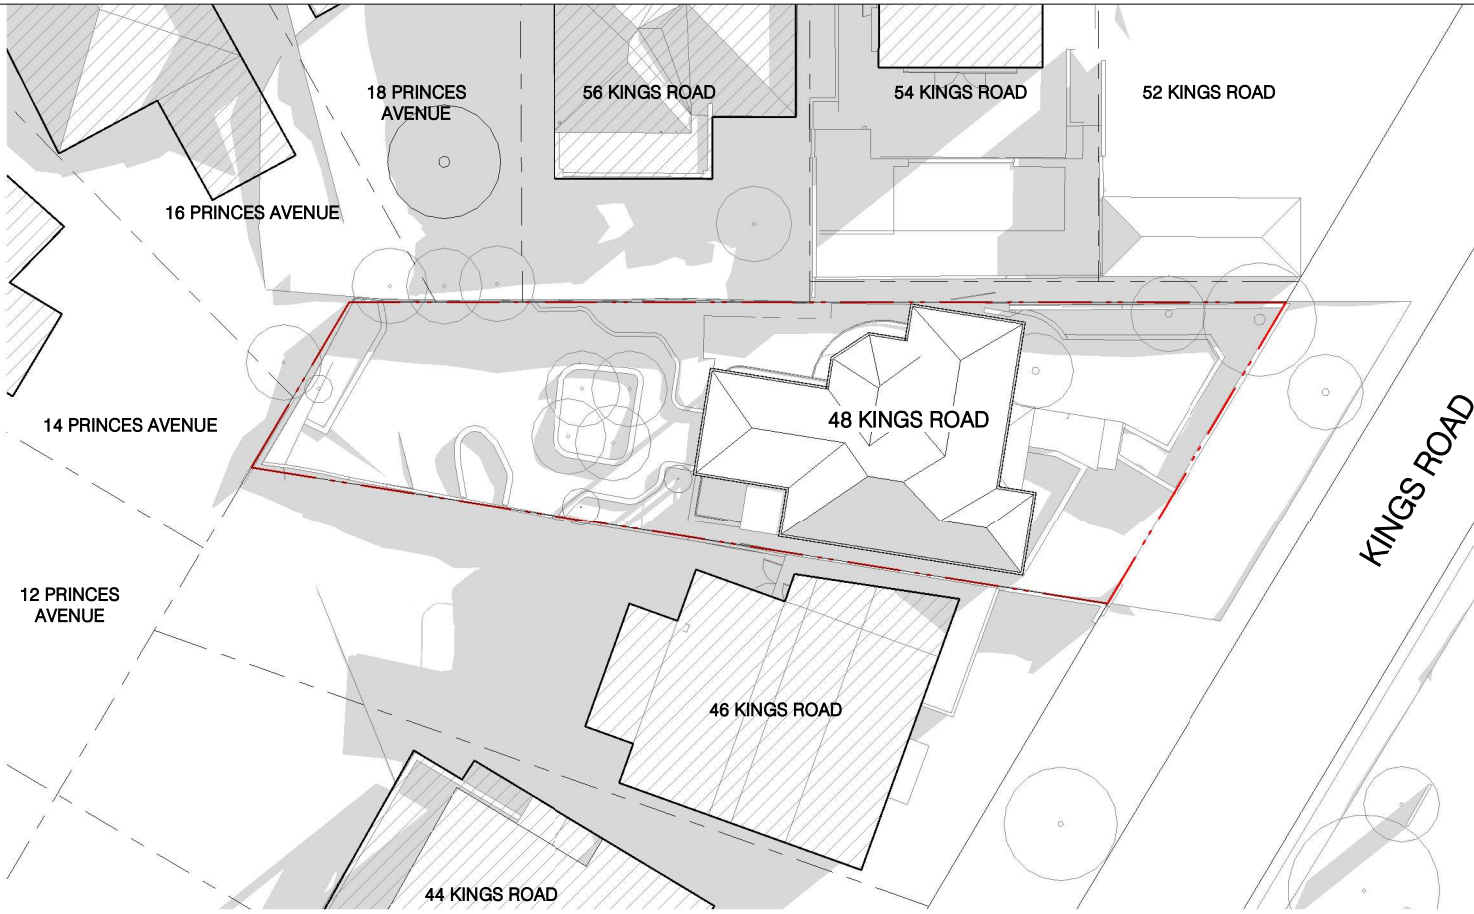 18 PRINCES
AVENUE
56 KINGS ROAD
54 KINGS ROAD
52 KINGS ROAD
16 PRINCES AVENUE
14 PRINCES AVENUE
48 KINGS ROAD
KINGS ROAD
12 PRINCES
AVENUE
46 KINGS ROAD
44 KINGS ROAD